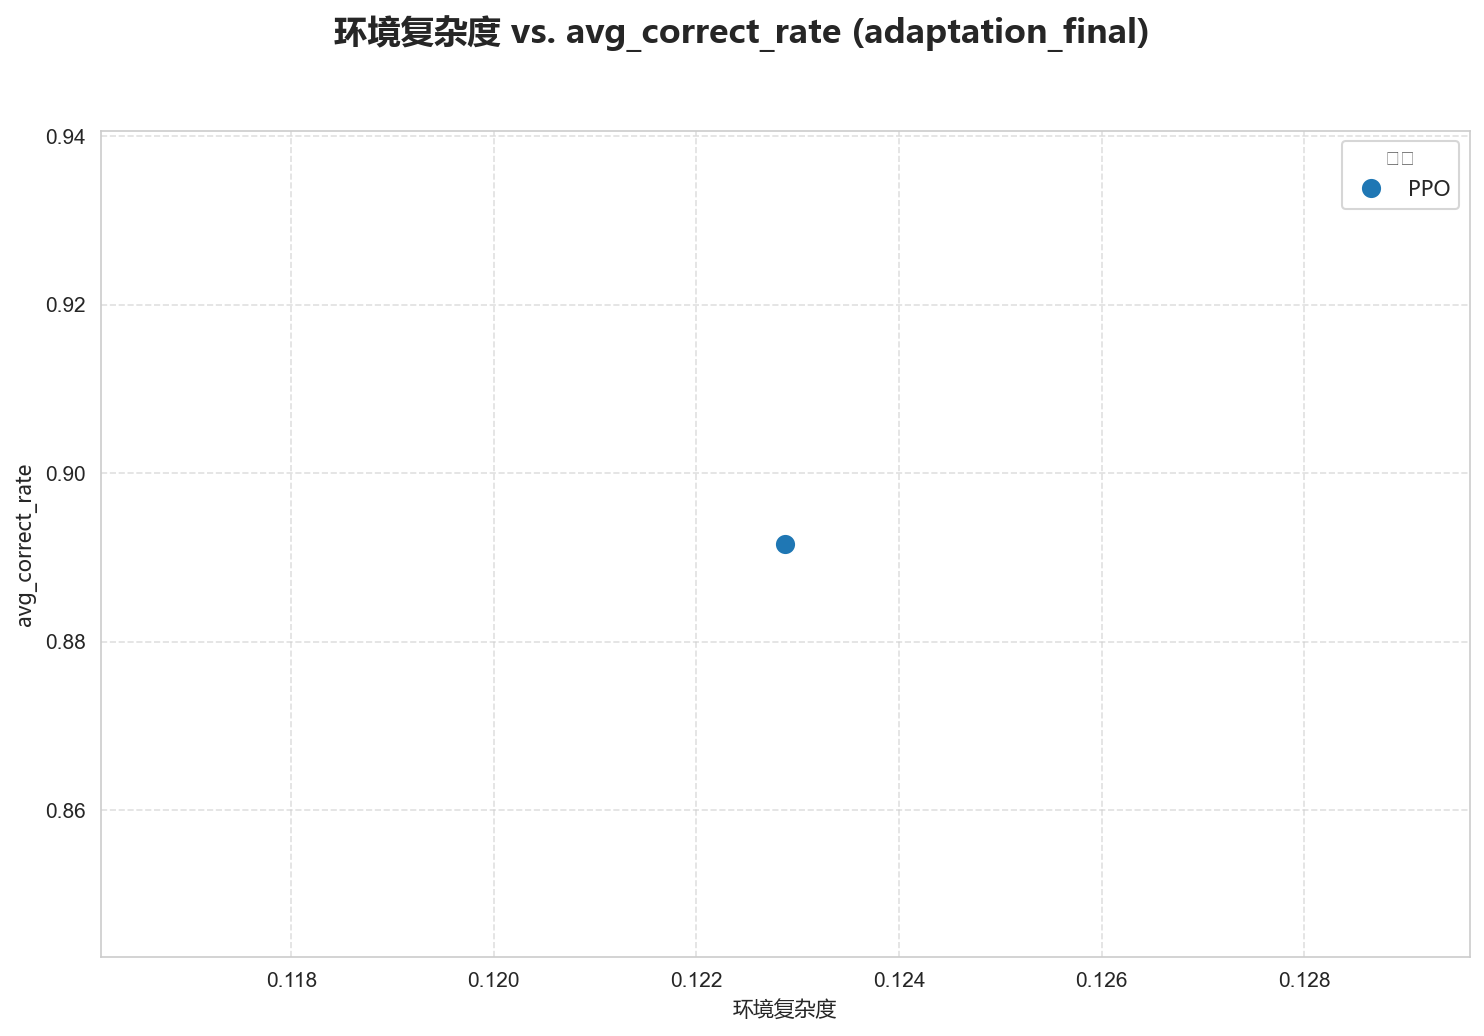 环境复杂度 vs. avg_correct_rate (adaptation_final)
0.94
0.92
0.90
0.88
0.86
avg_correct_rate
PPO
0.118 0.120 0.122 0.124 0.126 0.128
环境复杂度